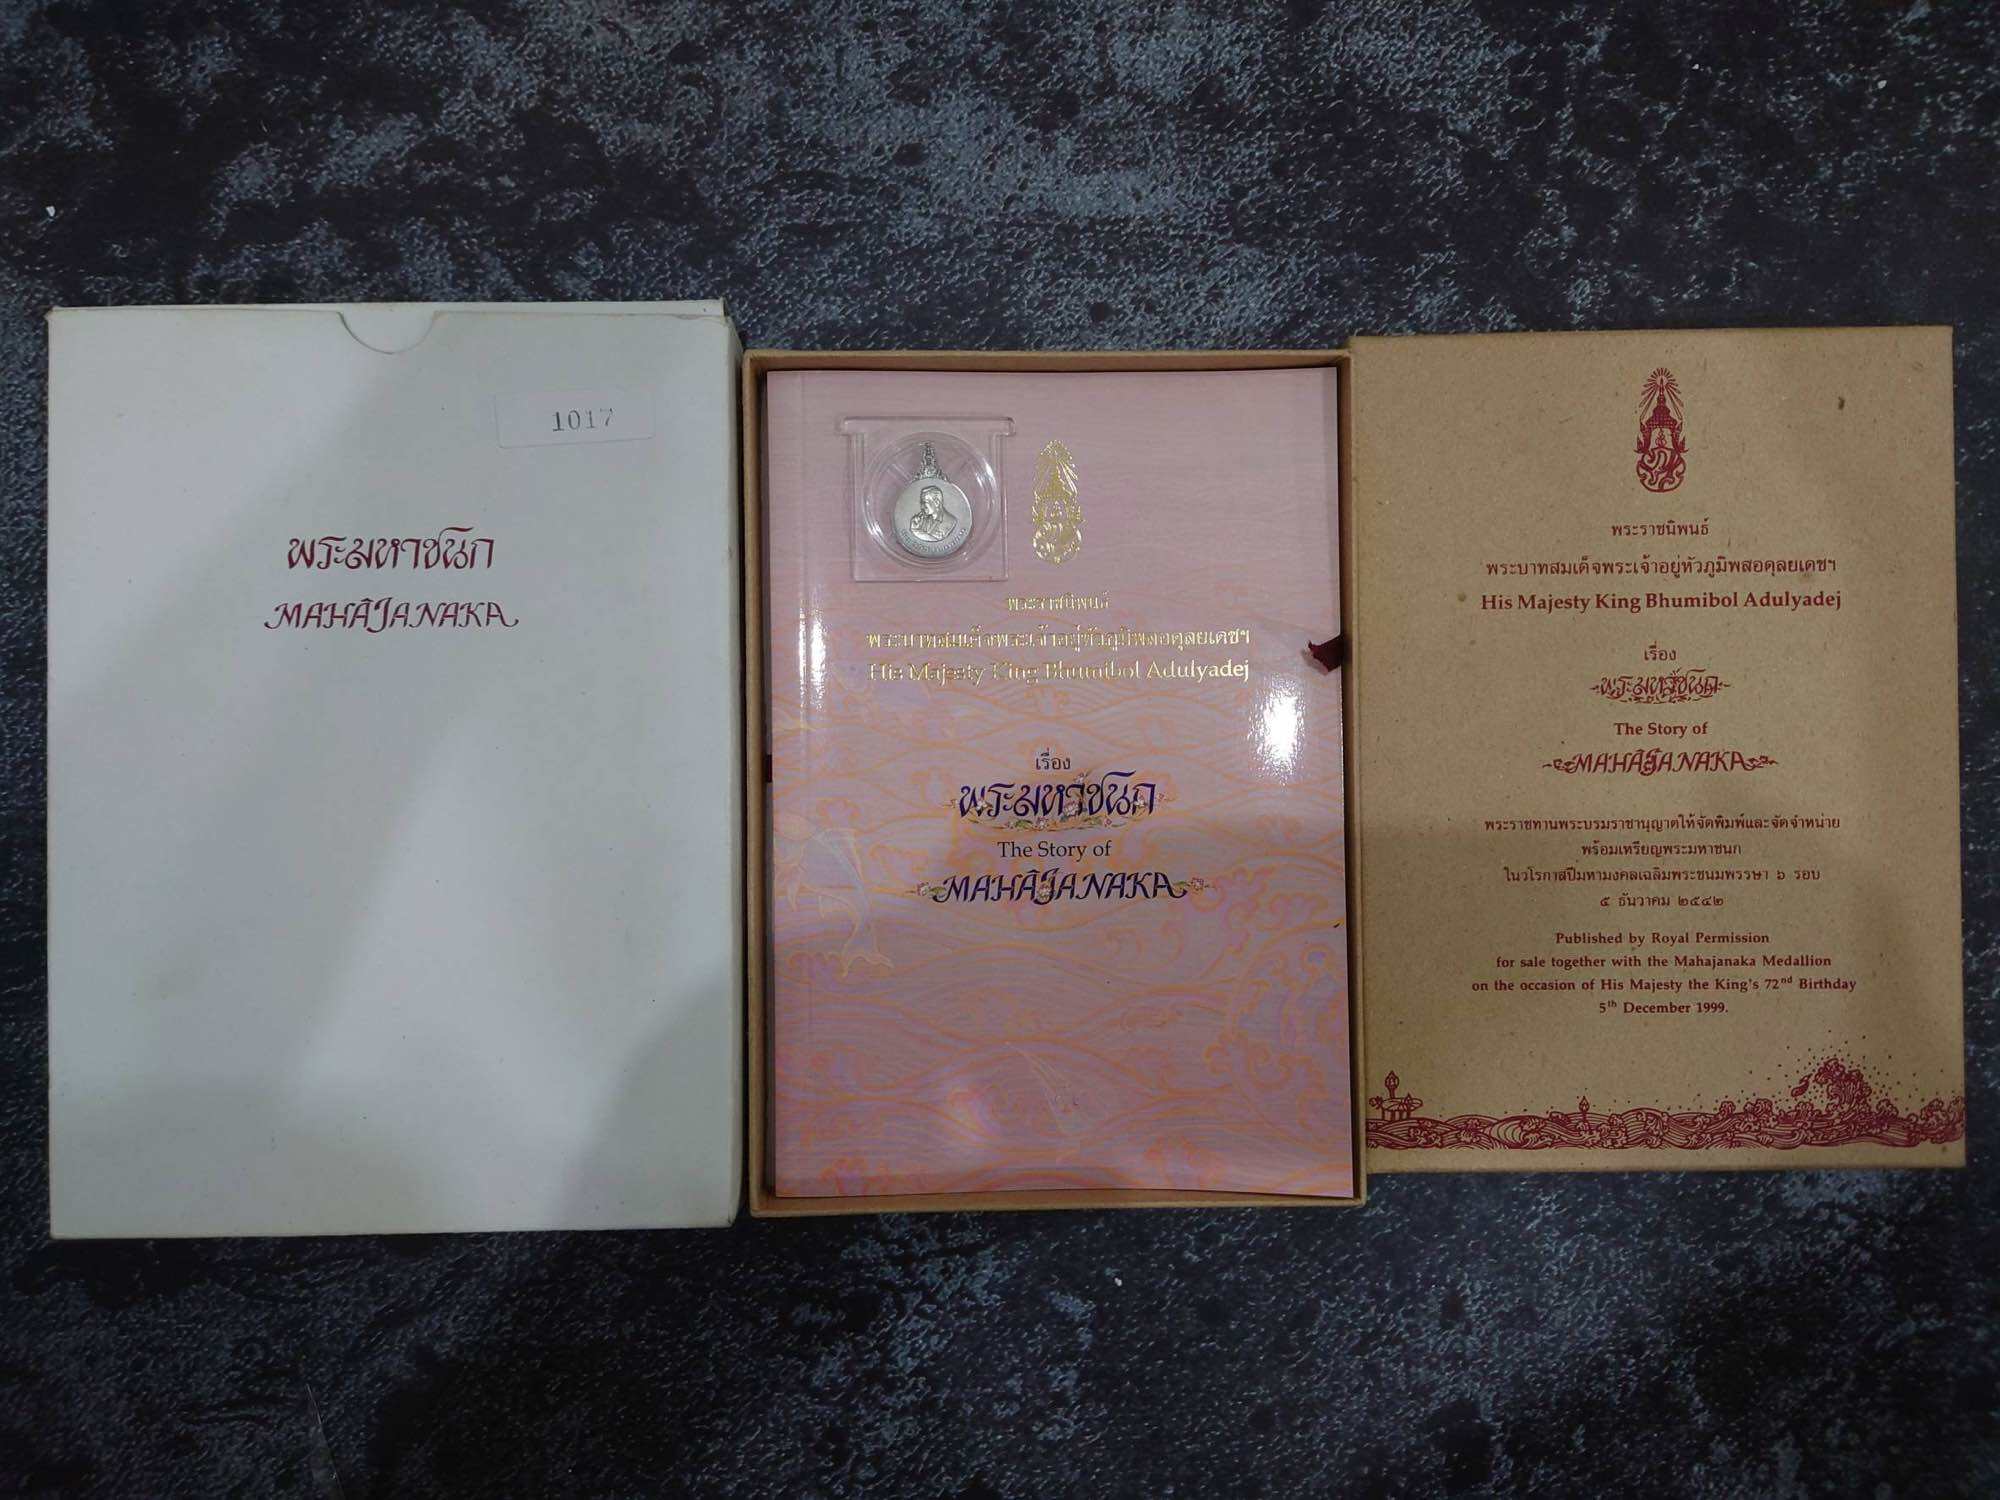 1017
พระมหาชนก
MAHĀJANAKA
พระราชนิพนธ์
พระบาทสมเด็จพระเจ้าอยู่หัวภูมิพลอดุลยเดชฯ
His Majesty King Bhumibol Adulyadej
เรื่อง
พระมหาชนก
The Story of
MAHĀJANAKA
พระราชนิพนธ์
พระบาทสมเด็จพระเจ้าอยู่หัวภูมิพลอดุลยเดชฯ
His Majesty King Bhumibol Adulyadej
เรื่อง
พระมหาชนก
The Story of
MAHĀJANAKA
พระราชทานพระบรมราชานุญาตให้จัดพิมพ์และจัดจำหน่าย
พร้อมเหรียญพระมหาชนก
ในวโรกาสปีมหามงคลเฉลิมพระชนมพรรษา ๖ รอบ
๕ ธันวาคม ๒๕๔๒
Published by Royal Permission
for sale together with the Mahajanaka Medallion
on the occasion of His Majesty the King's 72nd Birthday
5th December 1999.